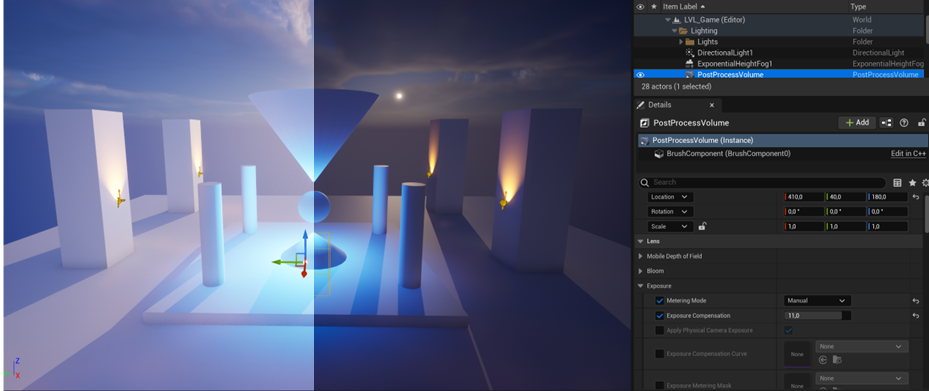 Item Label
Type
LVL_Game (Editor)
World
Lighting
Folder
Lights
Folder
DirectionalLight1
DirectionalLight
ExponentialHeightFog1
ExponentialHeightFog
PostProcessVolume
PostProcessVolume
28 actors (1 selected)
Details
PostProcessVolume
Add
PostProcessVolume (Instance)
BrushComponent (BrushComponent0)
Edit in C++
Search
Location
410,0
40,0
180,0
Rotation
0,0 °
0,0 °
0,0 °
Scale
1,0
1,0
1,0
Lens
Mobile Depth of Field
Bloom
Exposure
Metering Mode
Manual
Exposure Compensation
11,0
Apply Physical Camera Exposure
Exposure Compensation Curve
None
None
Exposure Metering Mask
None
None
Z
X